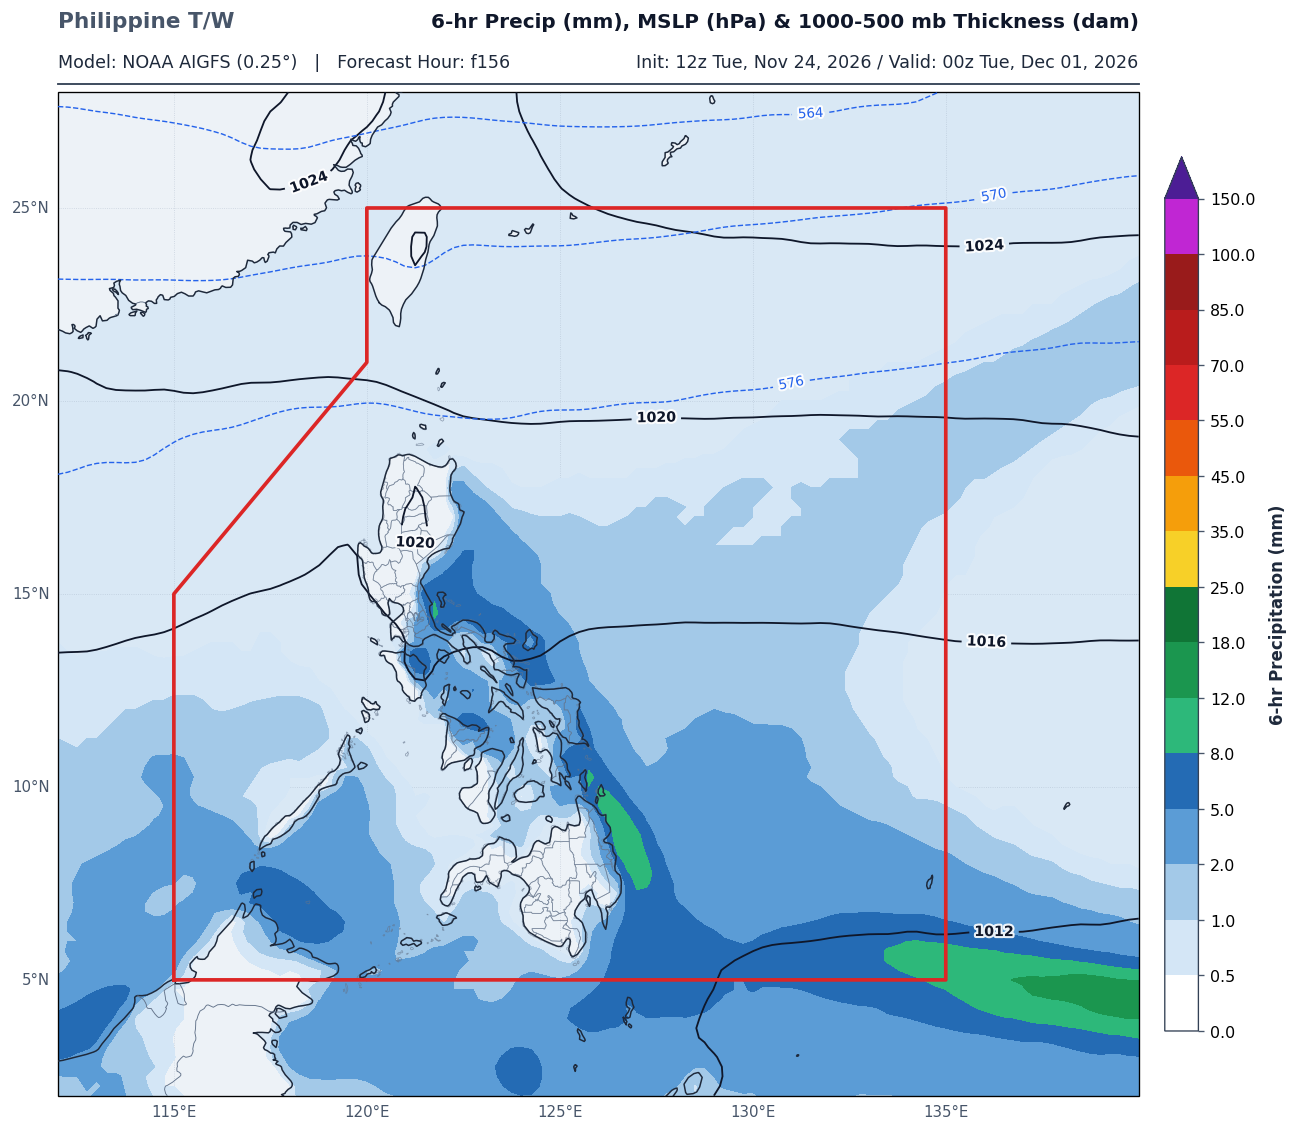 Philippine T/W
6-hr Precip (mm), MSLP (hPa) & 1000-500 mb Thickness (dam)
Model: NOAA AIGFS (0.25°) | Forecast Hour: f156
Init: 12z Tue, Nov 24, 2026 / Valid: 00z Tue, Dec 01, 2026
564
1024
570
1024
576
1020
1020
1016
1012
25°N
20°N
15°N
10°N
5°N
115°E
120°E
125°E
130°E
135°E
150.0
100.0
85.0
70.0
55.0
45.0
35.0
25.0
18.0
12.0
8.0
5.0
2.0
1.0
0.5
0.0
6-hr Precipitation (mm)